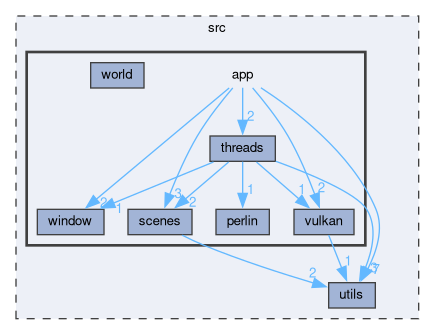 src
world
app
2
threads
3
2
1
2
1
1
2
window
scenes
perlin
vulkan
2
1
7
utils